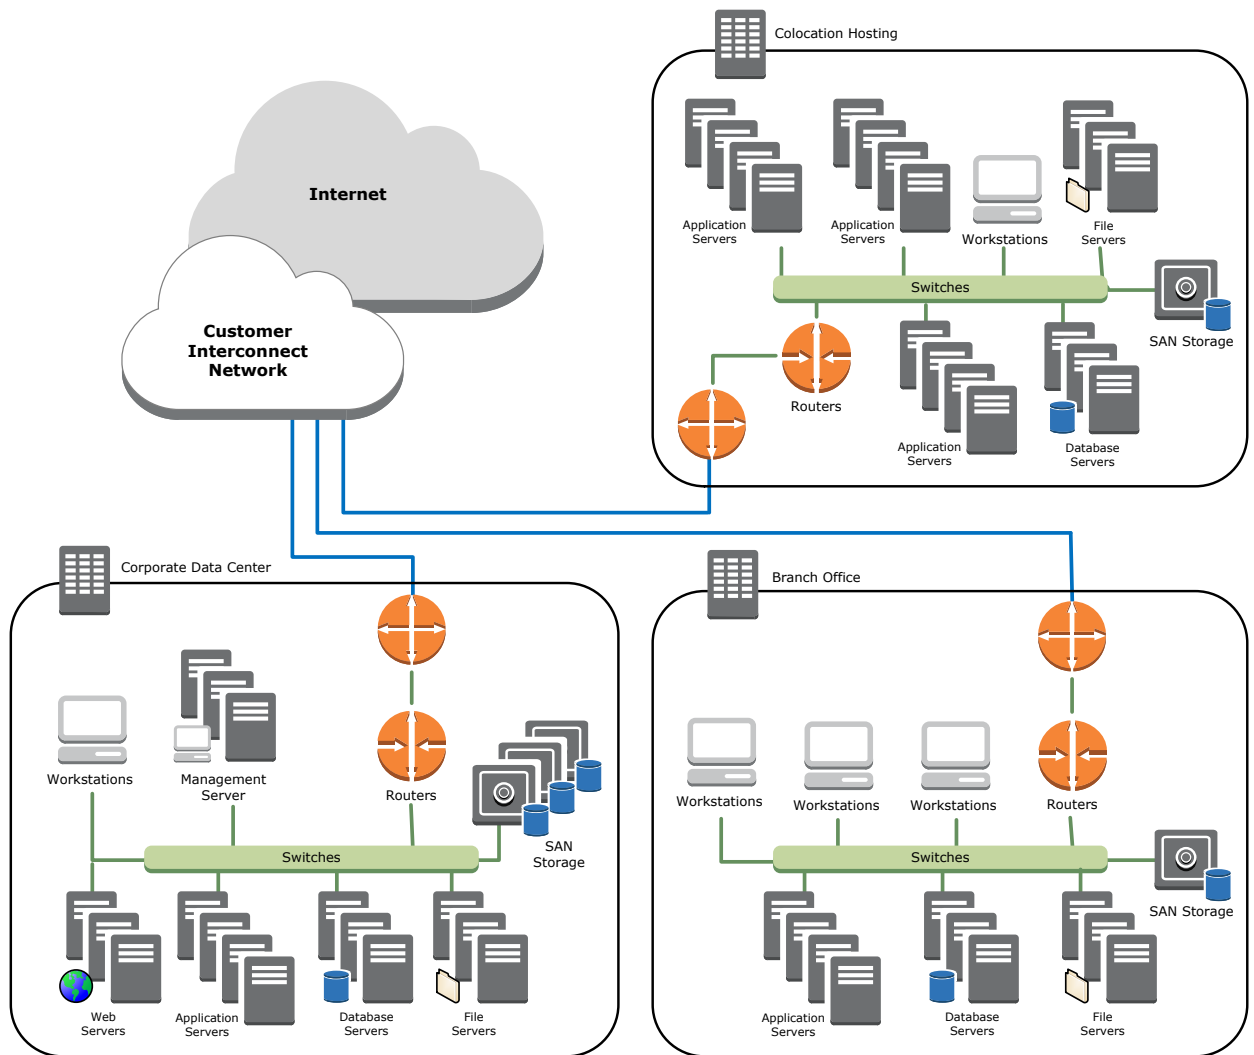 Colocation Hosting
Internet
Application
Servers
Application
Servers
Workstations
File
Servers
Switches
SAN Storage
Customer
Interconnect
Network
Routers
Application
Servers
Database
Servers
Corporate Data Center
Workstations
Management
Server
Routers
SAN
Storage
Switches
Web
Servers
Application
Servers
Database
Servers
File
Servers
Branch Office
Workstations
Workstations
Workstations
Routers
Switches
SAN Storage
Application
Servers
Database
Servers
File
Servers